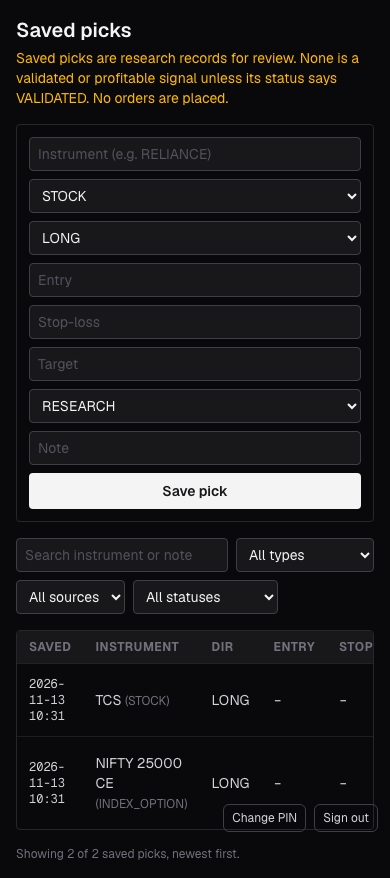 Saved picks
Saved picks are research records for review. None is a
validated or profitable signal unless its status says
VALIDATED. No orders are placed.
Instrument (e.g. RELIANCE)
STOCK
LONG
Entry
Stop-loss
Target
RESEARCH
Note
Save pick
Search instrument or note All types
All sources All statuses
SAVED INSTRUMENT DIR ENTRY STOP
2026-
11-13
10:31
TCS (STOCK) LONG – –
2026-
11-13
10:31
NIFTY 25000
CE
(INDEX_OPTION)
LONG – –
Change PIN Sign out
Showing 2 of 2 saved picks, newest first.